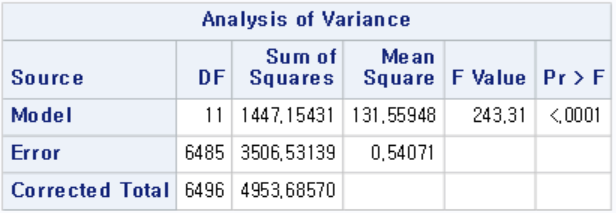 Analysis of Variance
Source DF Sum of Squares Mean Square F Value Pr > F
Model 11 1447,15431 131,55948 243,31 <,0001
Error 6485 3506,53139 0,54071
Corrected Total 6496 4953,68570